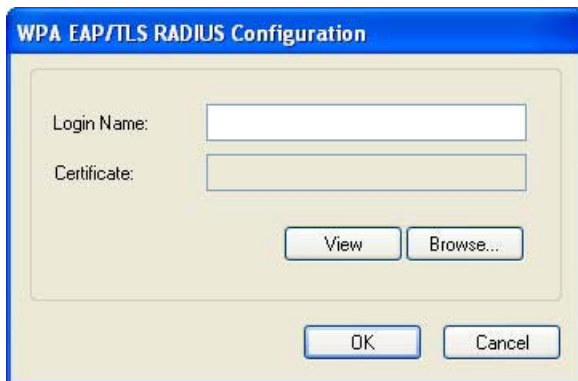 WPA EAP/TLS RADIUS Configuration
Login Name:
Certificate:
View Browse...
OK Cancel